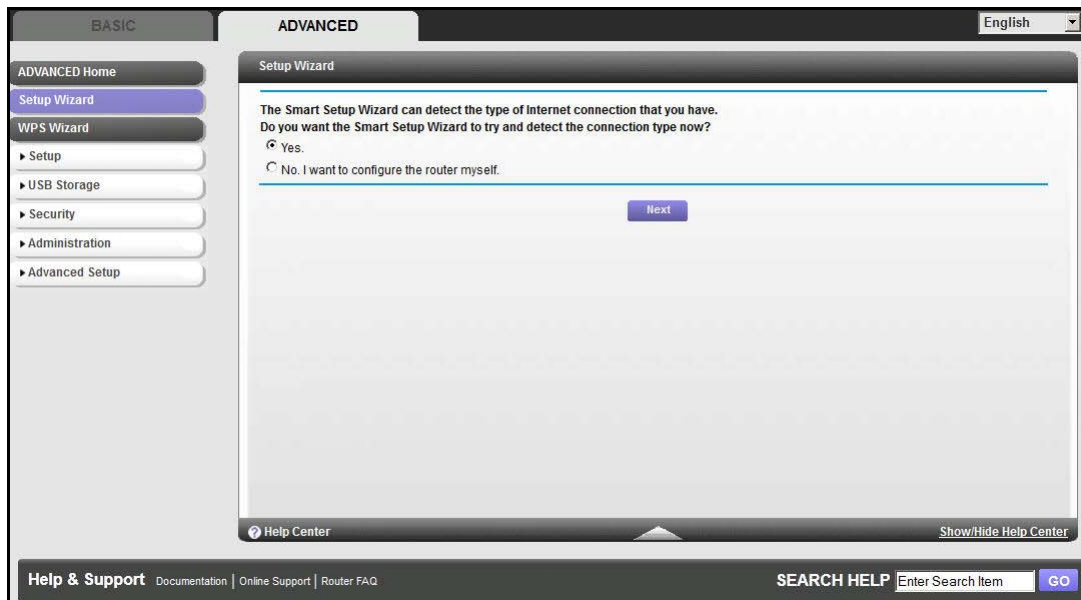 BASIC
ADVANCED
English
ADVANCED Home
Setup Wizard
WPS Wizard
Setup
USB Storage
Security
Administration
Advanced Setup
Setup Wizard
The Smart Setup Wizard can detect the type of Internet connection that you have.
Do you want the Smart Setup Wizard to try and detect the connection type now?
Yes.
No. I want to configure the router myself.
Next
Help Center
Show/Hide Help Center
Help & Support Documentation | Online Support | Router FAQ
SEARCH HELP Enter Search Item GO